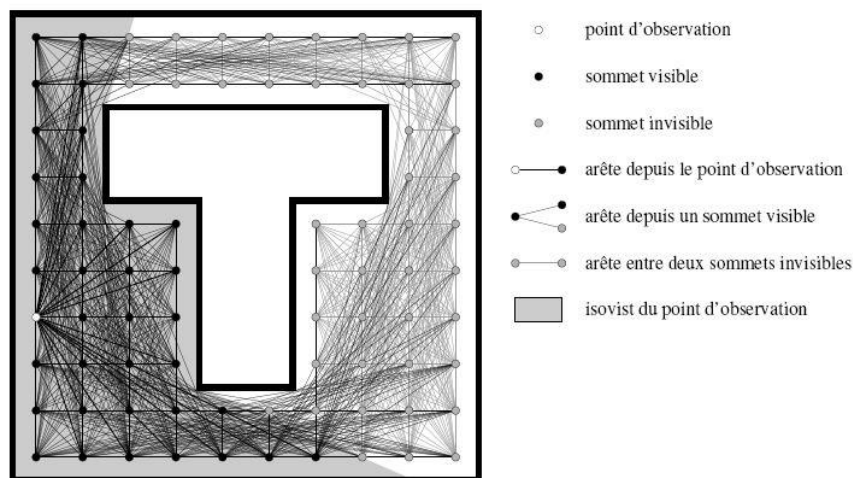 point d'observation
sommet visible
sommet invisible
arête depuis le point d'observation
arête depuis un sommet visible
arête entre deux sommets invisibles
isovist du point d'observation